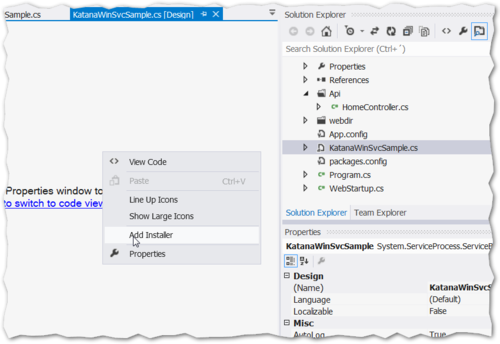 Sample.cs
KatanaWinSvcSample.cs [Design]
View Code
Paste Ctrl+V
Line Up Icons
Show Large Icons
Add Installer
Properties
Properties window to
to switch to code view
Solution Explorer
Search Solution Explorer (Ctrl+´)
Properties
References
Api
HomeController.cs
webdir
App.config
KatanaWinSvcSample.cs
packages.config
Program.cs
WebStartup.cs
Solution Explorer Team Explorer
Properties
KatanaWinSvcSample System.ServiceProcess.ServiceB
Design
(Name) KatanaWinSvcS
Language (Default)
Localizable False
Misc
AutoLog True